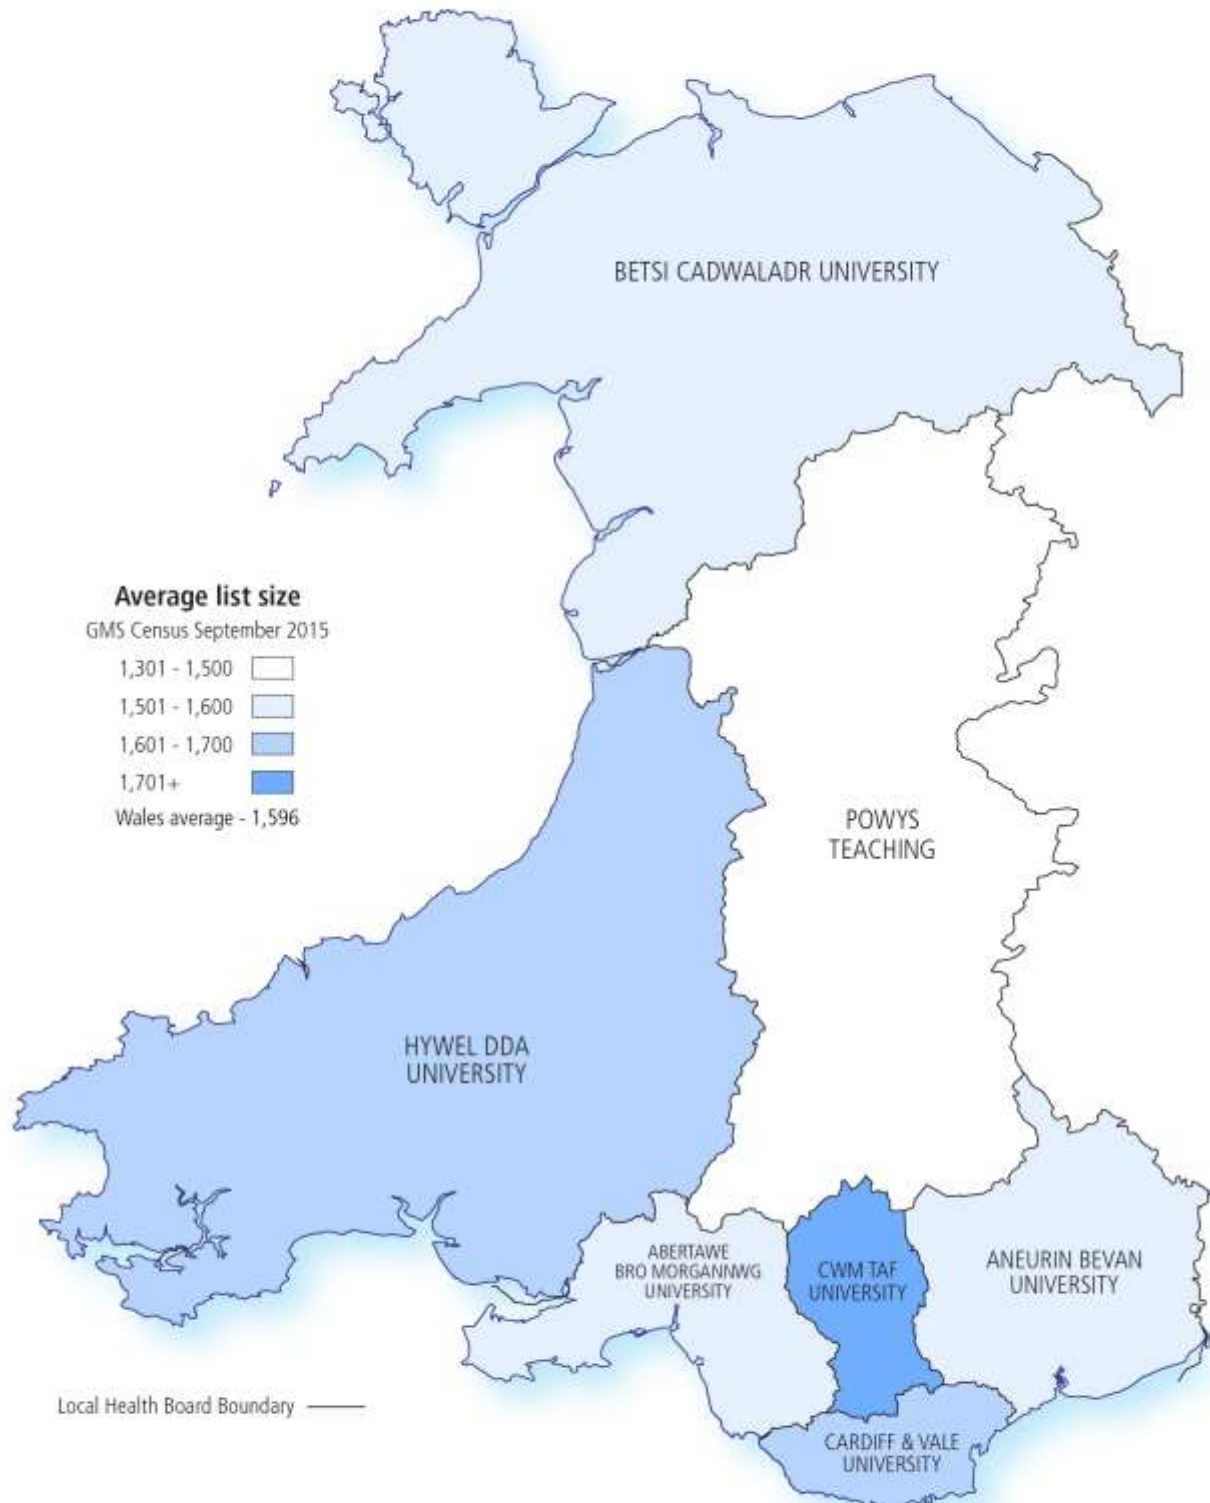 BETSI CADWALADR UNIVERSITY
Average list size
GMS Census September 2015
1,301 - 1,500
1,501 - 1,600
1,601 - 1,700
1,701+
Wales average - 1,596
POWYS
TEACHING
HYWEL DDA
UNIVERSITY
ABERTAWE
BRO MORGANNWG
UNIVERSITY
CWM TAF
UNIVERSITY
ANEURIN BEVAN
UNIVERSITY
Local Health Board Boundary
CARDIFF & VALE
UNIVERSITY